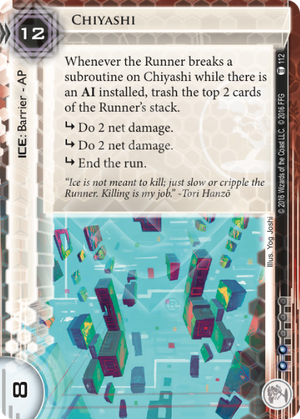 12
CHIYASHI
ICE: Barrier - AP
Whenever the Runner breaks a
subroutine on Chiyashi while there is
an AI installed, trash the top 2 cards
of the Runner's stack.
↳ Do 2 net damage.
↳ Do 2 net damage.
↳ End the run.
"Ice is not meant to kill; just slow or cripple the
Runner. Killing is my job." -Tori Hanzō
112
© 2016 Wizards of the Coast LLC. © 2016 FFG
Illus. Yog Joshi
8